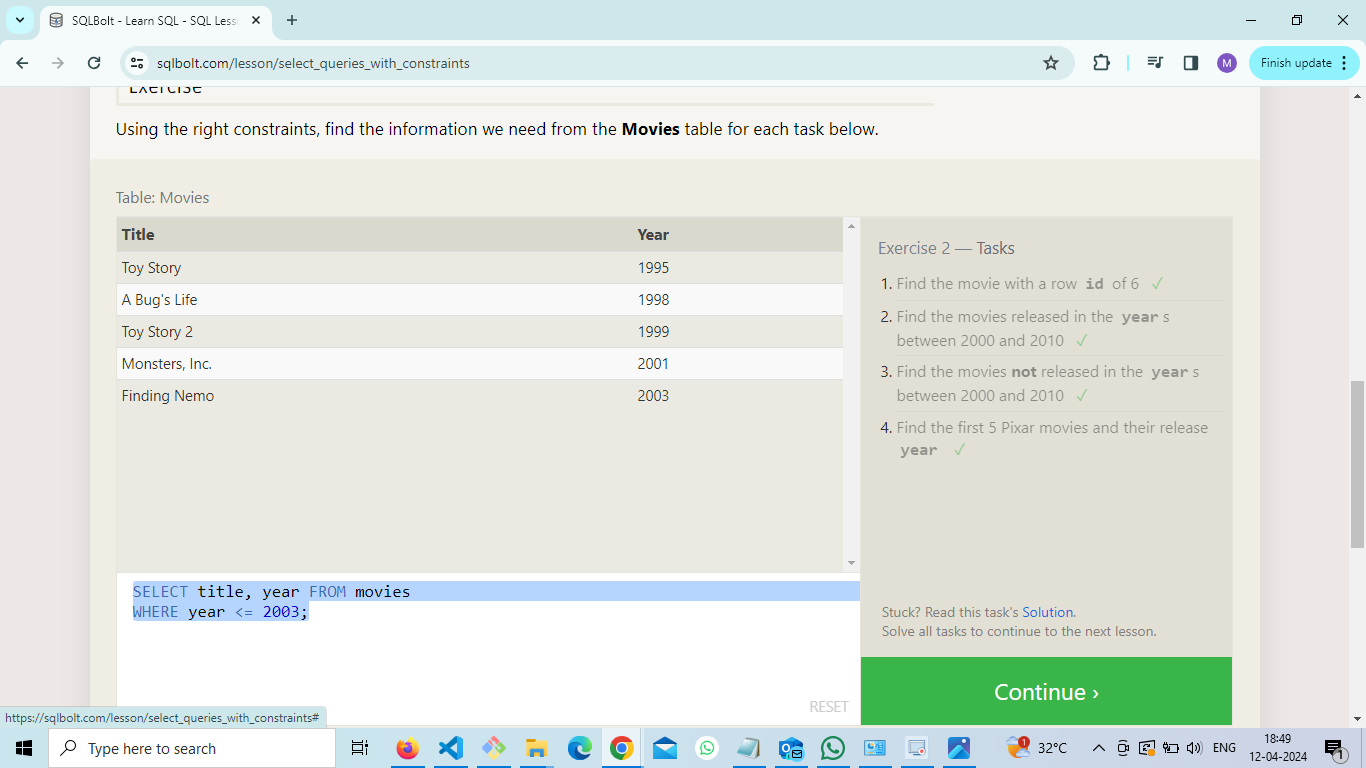 SQLBolt - Learn SQL - SQL Less
sqlbolt.com/lesson/select_queries_with_constraints
M
Finish update
Exercise
Using the right constraints, find the information we need from the Movies table for each task below.
Table: Movies
Title Year
Toy Story 1995
A Bug's Life 1998
Toy Story 2 1999
Monsters, Inc. 2001
Finding Nemo 2003
Exercise 2 — Tasks
1. Find the movie with a row id of 6 ✓
2. Find the movies released in the year s
between 2000 and 2010 ✓
3. Find the movies not released in the year s
between 2000 and 2010 ✓
4. Find the first 5 Pixar movies and their release
year ✓
SELECT title, year FROM movies
WHERE year <= 2003;
RESET
Stuck? Read this task's Solution.
Solve all tasks to continue to the next lesson.
Continue ›
https://sqlbolt.com/lesson/select_queries_with_constraints#
Type here to search
1
32°C
ENG
18:49
12-04-2024
1